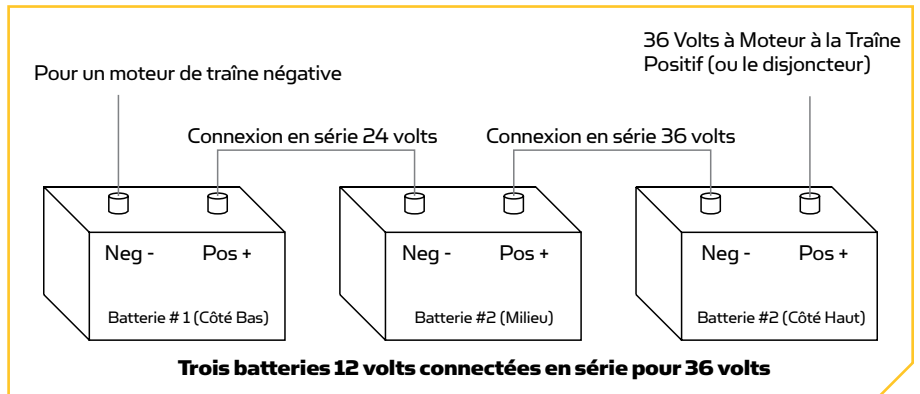 36 Volts à Moteur à la Traîne
Positif (ou le disjoncteur)
Pour un moteur de traîne négative
Connexion en série 24 volts
Connexion en série 36 volts
Neg -
Pos +
Neg -
Pos +
Neg -
Pos +
Batterie # 1 (Côté Bas)
Batterie #2 (Milieu)
Batterie #2 (Côté Haut)
Trois batteries 12 volts connectées en série pour 36 volts